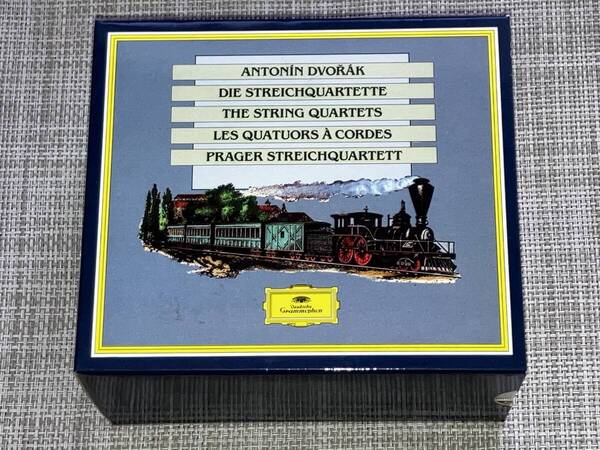 ANTONÍN DVOŘÁK
DIE STREICHQUARTETTE
THE STRING QUARTETS
LES QUATUORS À CORDES
PRAGER STREICHQUARTETT
Deutsche
Grammophon